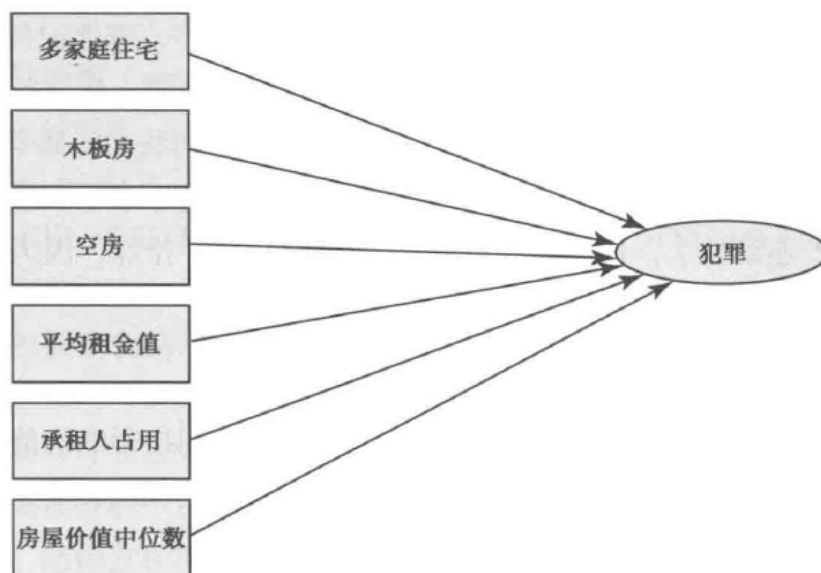 多家庭住宅
木板房
空房
犯罪
平均租金值
承租人占用
房屋价值中位数